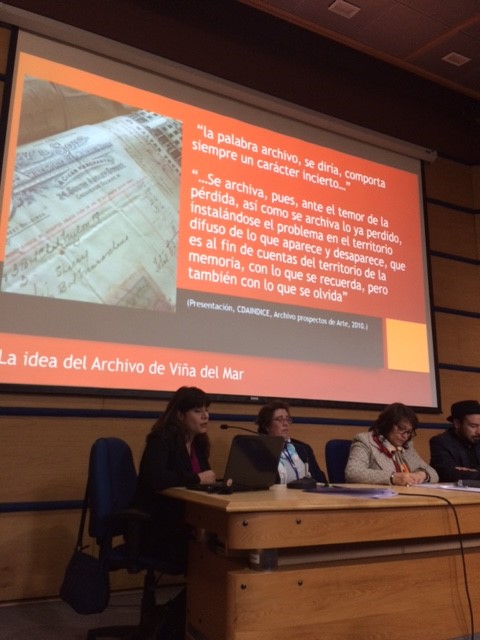 “la palabra archivo, se diría, comporta
siempre un carácter incierto...”
“...Se archiva, pues, ante el temor de la
pérdida, así como se archiva lo ya perdido,
instalándose el problema en el territorio
difuso de lo que aparece y desaparece, que
es al fin de cuentas del territorio de la
memoria, con lo que se recuerda, pero
también con lo que se olvida”
(Presentación, CDAINDICE, Archivo prospectos de Arte, 2010.)
La idea del Archivo de Viña del Mar